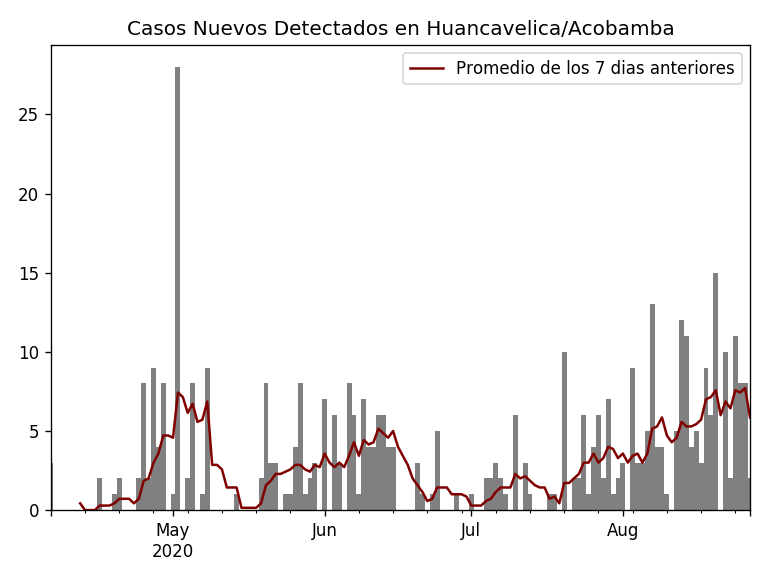 Casos Nuevos Detectados en Huancavelica/Acobamba
Promedio de los 7 dias anteriores
25
20
15
10
5
0
May
2020
Jun
Jul
Aug